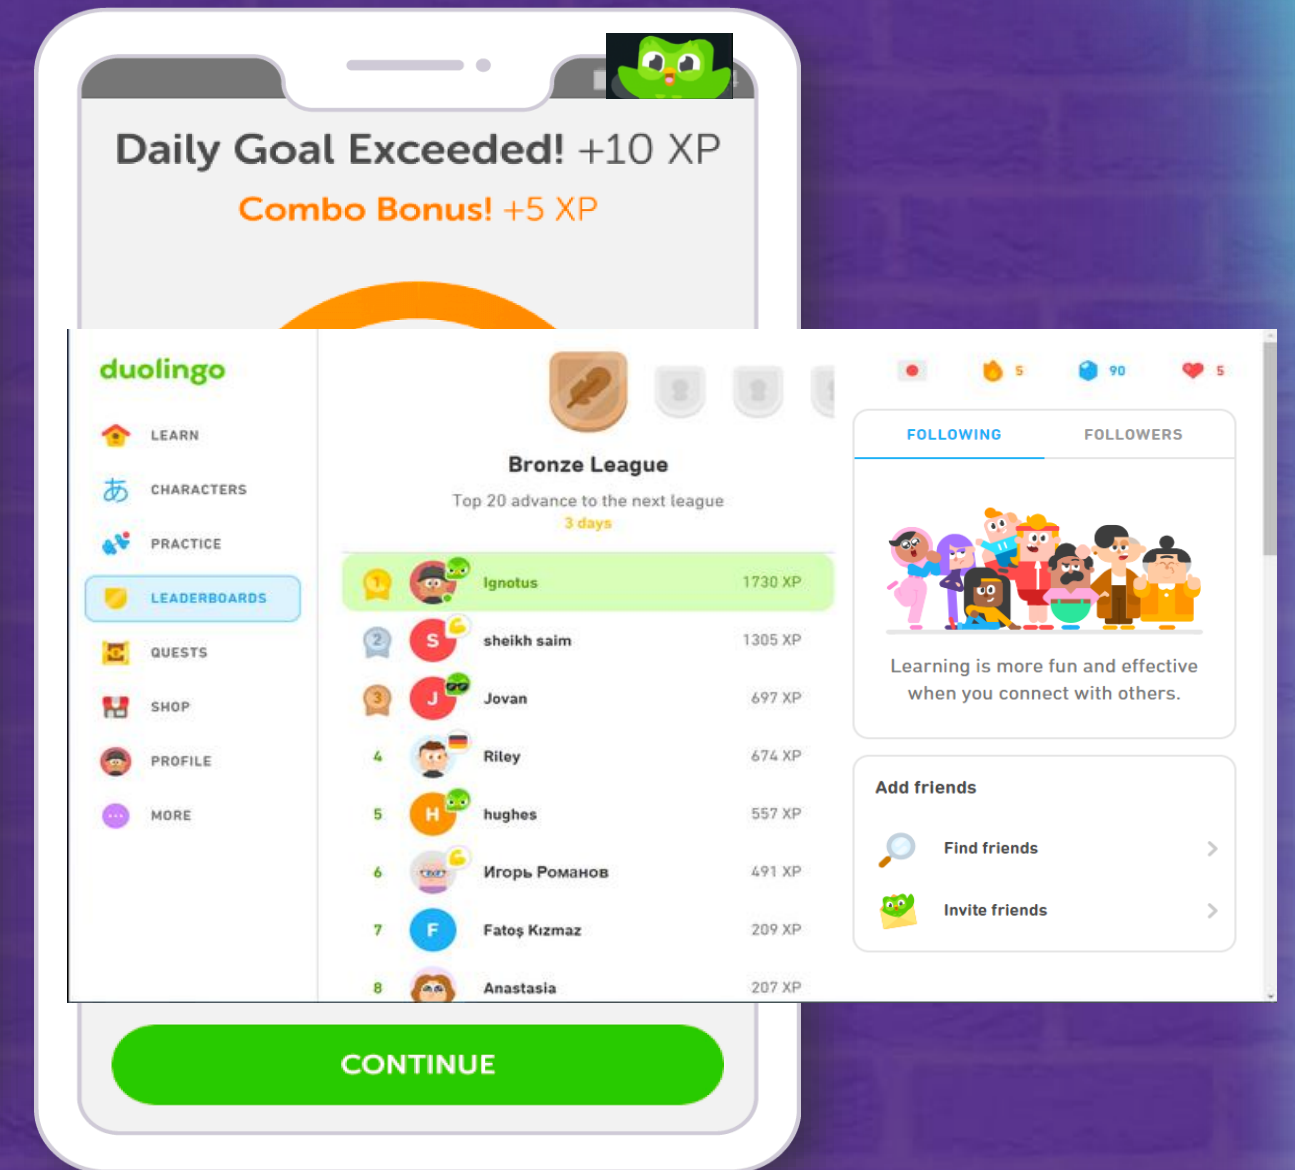 Daily Goal Exceeded! +10 XP
Combo Bonus! +5 XP
duolingo
LEARN
あ CHARACTERS
PRACTICE
LEADERBOARDS
QUESTS
SHOP
PROFILE
MORE
Bronze League
Top 20 advance to the next league
3 days
1 Ignotus 1730 XP
2 S sheikh saim 1305 XP
3 J Jovan 697 XP
4 Riley 674 XP
5 H hughes 557 XP
6 Игорь Романов 491 XP
7 F Fatoş Kızmaz 209 XP
8 Anastasia 207 XP
5 90 5
FOLLOWING FOLLOWERS
Learning is more fun and effective
when you connect with others.
Add friends
Find friends
Invite friends
CONTINUE